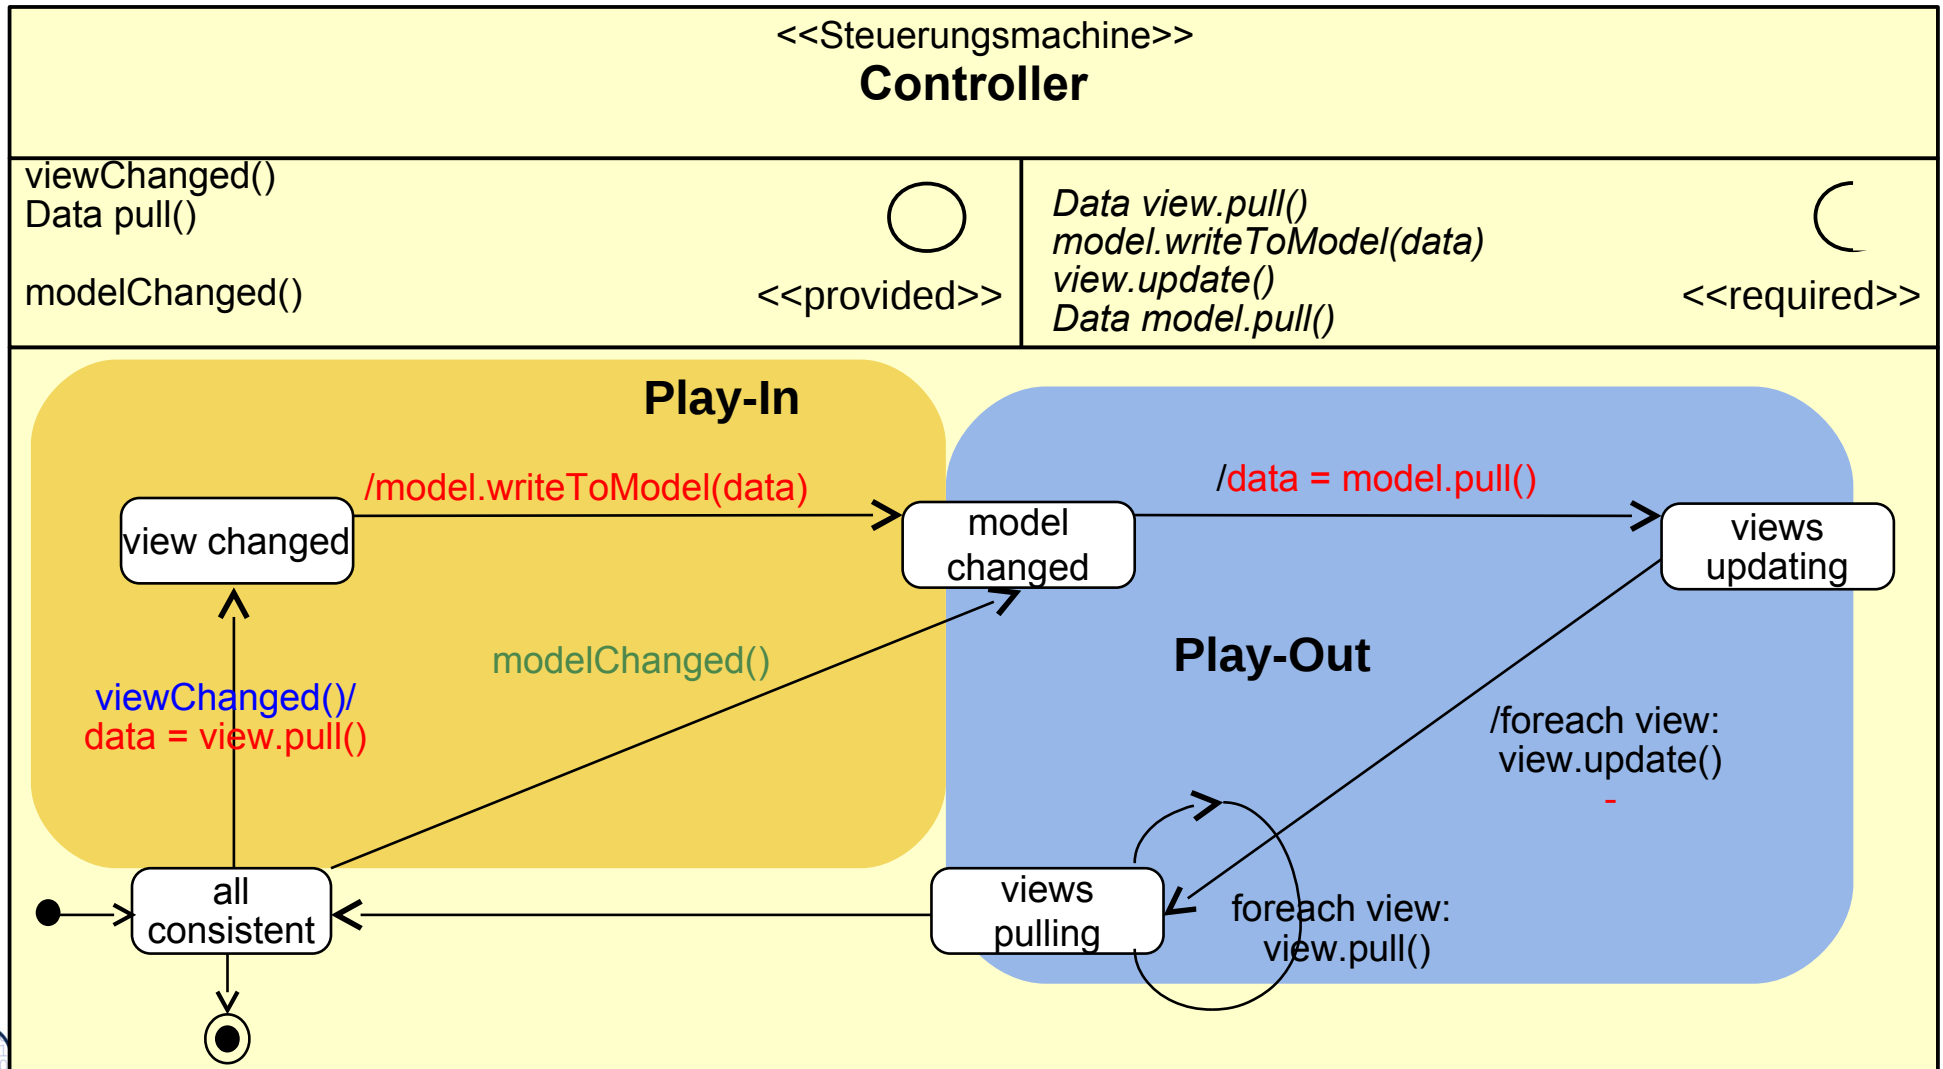 <<Steuerungsmachine>>
Controller
viewChanged()
Data pull()
modelChanged()
<<provided>>
Data view.pull()
model.writeToModel(data)
view.update()
Data model.pull()
<<required>>
Play-In
/model.writeToModel(data)
/data = model.pull()
view changed
model
changed
views
updating
modelChanged()
Play-Out
viewChanged()/
data = view.pull()
/foreach view:
view.update()
-
all
consistent
views
pulling
foreach view:
view.pull()